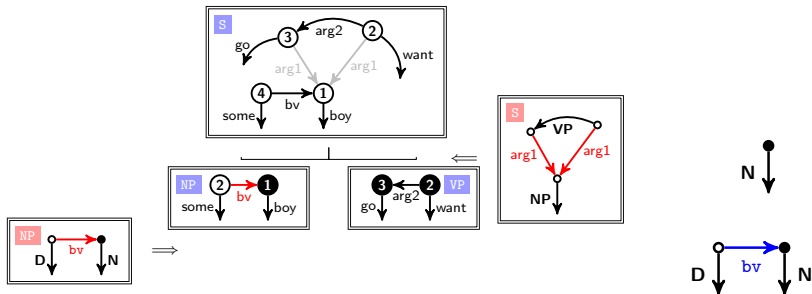 S
3 arg2 2
go want
arg1 arg1
4 1
bv
some boy
S
VP
arg1 arg1
NP
N
⇐
NP 2 1
bv
some boy
3 2 VP
arg2
go want
NP
bv
D N
⇒
bv
D N